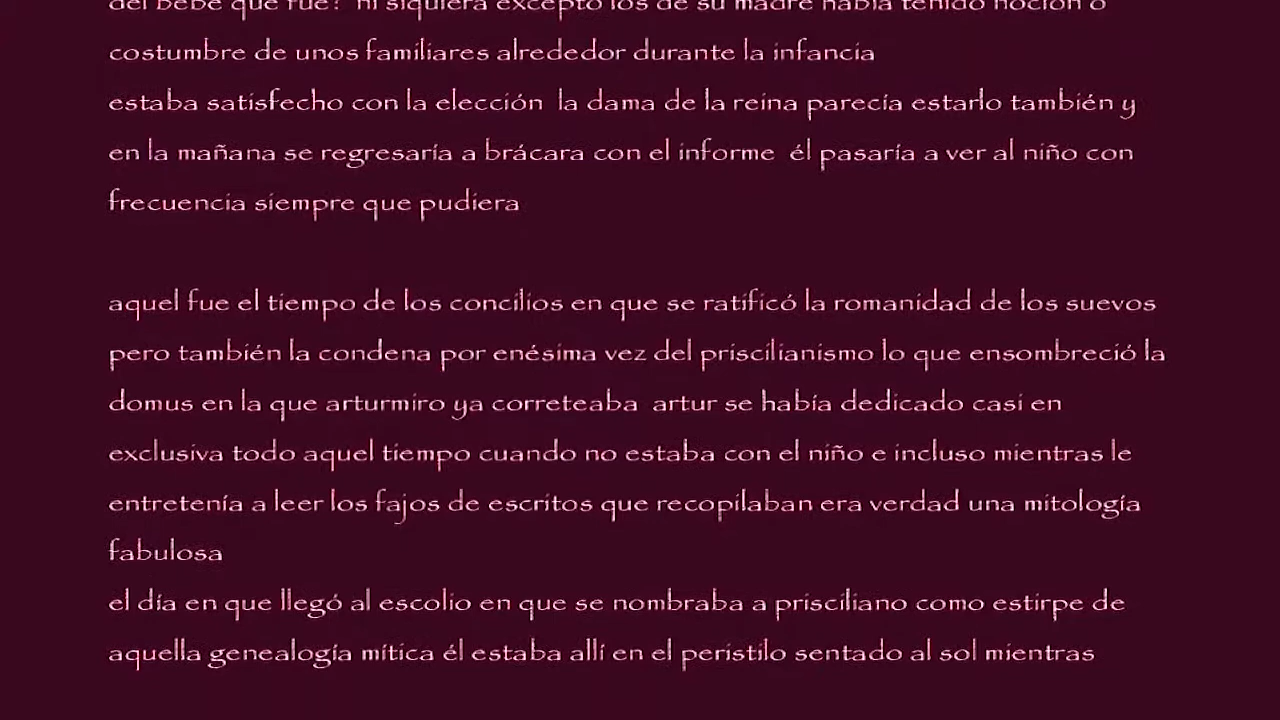 del bebé que fue? ni siquiera excepto los de su madre había tenido noción o
costumbre de unos familiares alrededor durante la infancia
estaba satisfecho con la elección la dama de la reina parecía estarlo también y
en la mañana se regresaría a brácara con el informe él pasaría a ver al niño con
frecuencia siempre que pudiera
aquel fue el tiempo de los concilios en que se ratificó la romanidad de los suevos
pero también la condena por enésima vez del priscilianismo lo que ensombreció la
domus en la que arturmiro ya correteaba artur se había dedicado casi en
exclusiva todo aquel tiempo cuando no estaba con el niño e incluso mientras le
entretenía a leer los fajos de escritos que recopilaban era verdad una mitología
fabulosa
el día en que llegó al escolio en que se nombraba a prisciliano como estirpe de
aquella genealogía mítica él estaba allí en el peristilo sentado al sol mientras